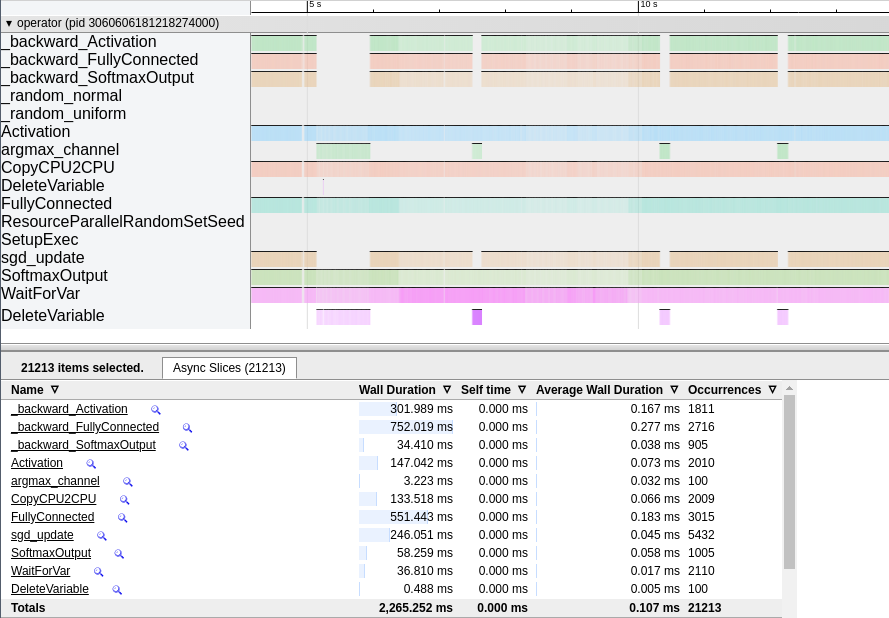 5 s 10 s
▼ operator (pid 3060606181218274000)
_backward_Activation
_backward_FullyConnected
_backward_SoftmaxOutput
_random_normal
_random_uniform
Activation
argmax_channel
CopyCPU2CPU
DeleteVariable
FullyConnected
ResourceParallelRandomSetSeed
SetupExec
sgd_update
SoftmaxOutput
WaitForVar
DeleteVariable
21213 items selected. Async Slices (21213)
Name ∇ Wall Duration ∇ Self time ∇ Average Wall Duration ∇ Occurrences ∇
_backward_Activation 301.989 ms 0.000 ms 0.167 ms 1811
_backward_FullyConnected 752.019 ms 0.000 ms 0.277 ms 2716
_backward_SoftmaxOutput 34.410 ms 0.000 ms 0.038 ms 905
Activation 147.042 ms 0.000 ms 0.073 ms 2010
argmax_channel 3.223 ms 0.000 ms 0.032 ms 100
CopyCPU2CPU 133.518 ms 0.000 ms 0.066 ms 2009
FullyConnected 551.443 ms 0.000 ms 0.183 ms 3015
sgd_update 246.051 ms 0.000 ms 0.045 ms 5432
SoftmaxOutput 58.259 ms 0.000 ms 0.058 ms 1005
WaitForVar 36.810 ms 0.000 ms 0.017 ms 2110
DeleteVariable 0.488 ms 0.000 ms 0.005 ms 100
Totals 2,265.252 ms 0.000 ms 0.107 ms 21213